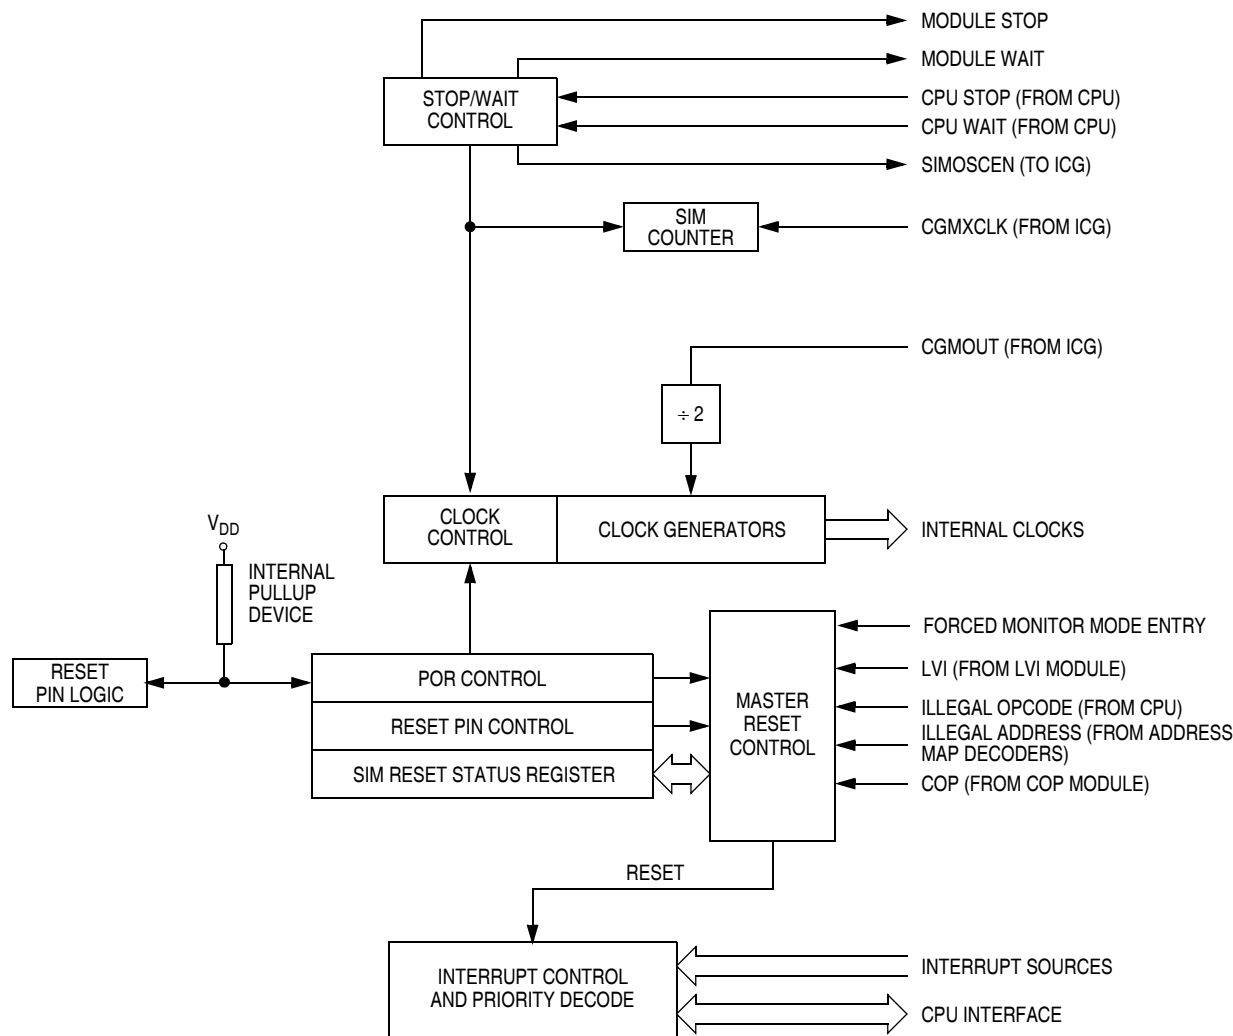 MODULE STOP
MODULE WAIT
STOP/WAIT
CONTROL
CPU STOP (FROM CPU)
CPU WAIT (FROM CPU)
SIMOSCEN (TO ICG)
SIM
COUNTER
CGMXCLK (FROM ICG)
CGMOUT (FROM ICG)
÷ 2
CLOCK
CONTROL
CLOCK GENERATORS
INTERNAL CLOCKS
VDD
INTERNAL
PULLUP
DEVICE
RESET
PIN LOGIC
POR CONTROL
RESET PIN CONTROL
SIM RESET STATUS REGISTER
MASTER
RESET
CONTROL
FORCED MONITOR MODE ENTRY
LVI (FROM LVI MODULE)
ILLEGAL OPCODE (FROM CPU)
ILLEGAL ADDRESS (FROM ADDRESS
MAP DECODERS)
COP (FROM COP MODULE)
RESET
INTERRUPT CONTROL
AND PRIORITY DECODE
INTERRUPT SOURCES
CPU INTERFACE